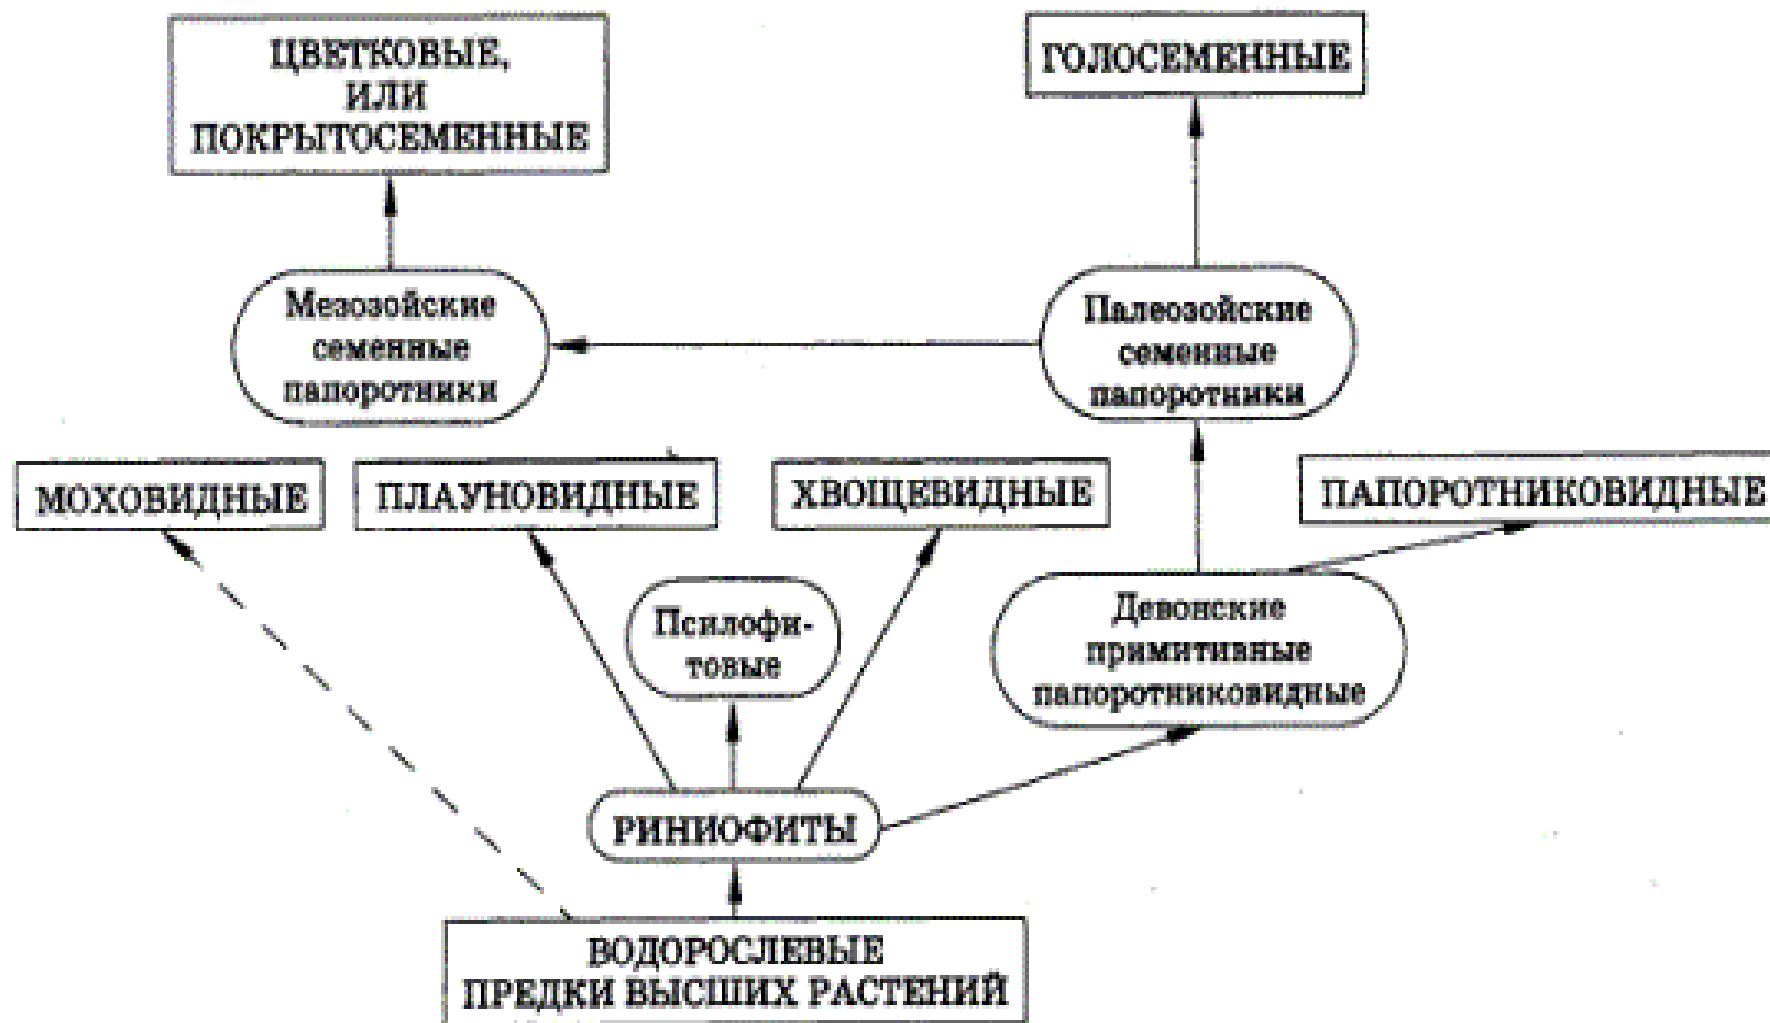 ЦВЕТКОВЫЕ,
ИЛИ
ПОКРЫТОСЕМЕННЫЕ
ГОЛОСЕМЕННЫЕ
Мезозойские
семенные
папоротники
Палеозойские
семенные
папоротники
МОХОВИДНЫЕ
ПЛАУНОВИДНЫЕ
ХВОЩЕВИДНЫЕ
ПАПОРОТНИКОВИДНЫЕ
Псилофи-
товые
Девонские
примитивные
папоротниковидные
РИНИОФИТЫ
ВОДОРОСЛЕВЫЕ
ПРЕДКИ ВЫСШИХ РАСТЕНИЙ